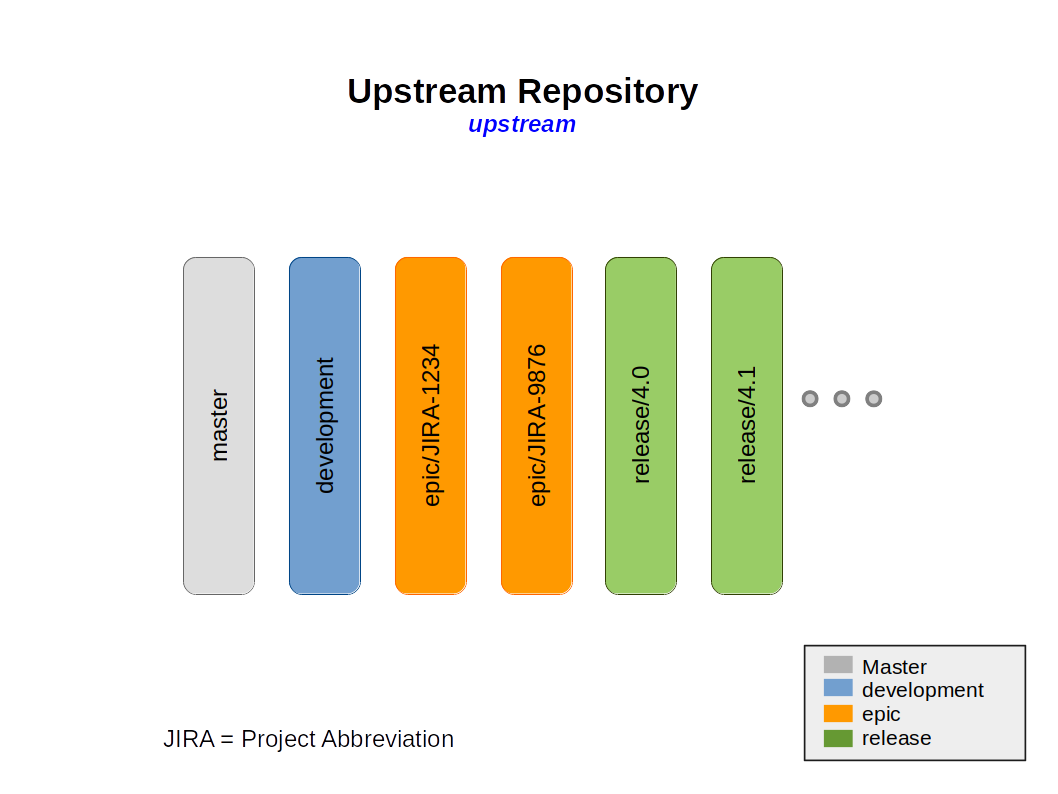 Upstream Repository
upstream
master
development
epic/JIRA-1234
epic/JIRA-9876
release/4.0
release/4.1
Master
development
epic
release
JIRA = Project Abbreviation